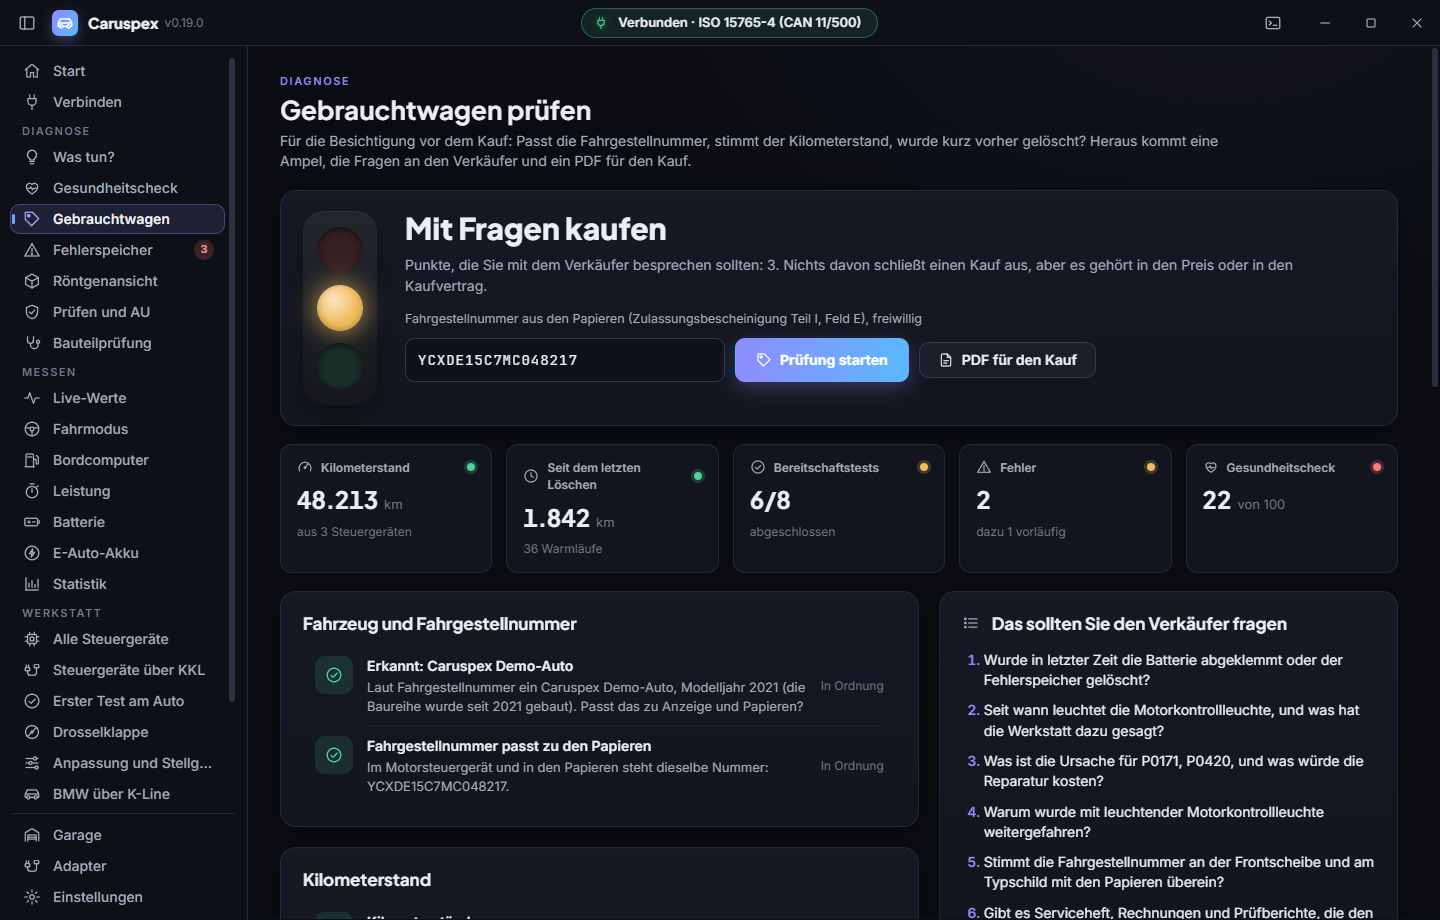 Caruspex v0.19.0
Verbunden · ISO 15765-4 (CAN 11/500)
Start
Verbinden
DIAGNOSE
Was tun?
Gesundheitscheck
Gebrauchtwagen
Fehlerspeicher 3
Röntgenansicht
Prüfen und AU
Bauteilprüfung
MESSEN
Live-Werte
Fahrmodus
Bordcomputer
Leistung
Batterie
E-Auto-Akku
Statistik
WERKSTATT
Alle Steuergeräte
Steuergeräte über KKL
Erster Test am Auto
Drosselklappe
Anpassung und Stellg...
BMW über K-Line
Garage
Adapter
Einstellungen
DIAGNOSE
Gebrauchtwagen prüfen
Für die Besichtigung vor dem Kauf: Passt die Fahrgestellnummer, stimmt der Kilometerstand, wurde kurz vorher gelöscht? Heraus kommt eine
Ampel, die Fragen an den Verkäufer und ein PDF für den Kauf.
Mit Fragen kaufen
Punkte, die Sie mit dem Verkäufer besprechen sollten: 3. Nichts davon schließt einen Kauf aus, aber es gehört in den Preis oder in den
Kaufvertrag.
Fahrgestellnummer aus den Papieren (Zulassungsbescheinigung Teil I, Feld E), freiwillig
YCXDE15C7MC048217
Prüfung starten
PDF für den Kauf
Kilometerstand
48.213 km
aus 3 Steuergeräten
Seit dem letzten
Löschen
1.842 km
36 Warmläufe
Bereitschaftstests
6/8
abgeschlossen
Fehler
2
dazu 1 vorläufig
Gesundheitscheck
22 von 100
Fahrzeug und Fahrgestellnummer
Erkannt: Caruspex Demo-Auto
Laut Fahrgestellnummer ein Caruspex Demo-Auto, Modelljahr 2021 (die
Baureihe wurde seit 2021 gebaut). Passt das zu Anzeige und Papieren?
In Ordnung
Fahrgestellnummer passt zu den Papieren
Im Motorsteuergerät und in den Papieren steht dieselbe Nummer:
YCXDE15C7MC048217.
In Ordnung
Kilometerstand
Das sollten Sie den Verkäufer fragen
1. Wurde in letzter Zeit die Batterie abgeklemmt oder der
Fehlerspeicher gelöscht?
2. Seit wann leuchtet die Motorkontrollleuchte, und was hat
die Werkstatt dazu gesagt?
3. Was ist die Ursache für P0171, P0420, und was würde die
Reparatur kosten?
4. Warum wurde mit leuchtender Motorkontrollleuchte
weitergefahren?
5. Stimmt die Fahrgestellnummer an der Frontscheibe und am
Typschild mit den Papieren überein?
6. Gibt es Serviceheft, Rechnungen und Prüfberichte, die den